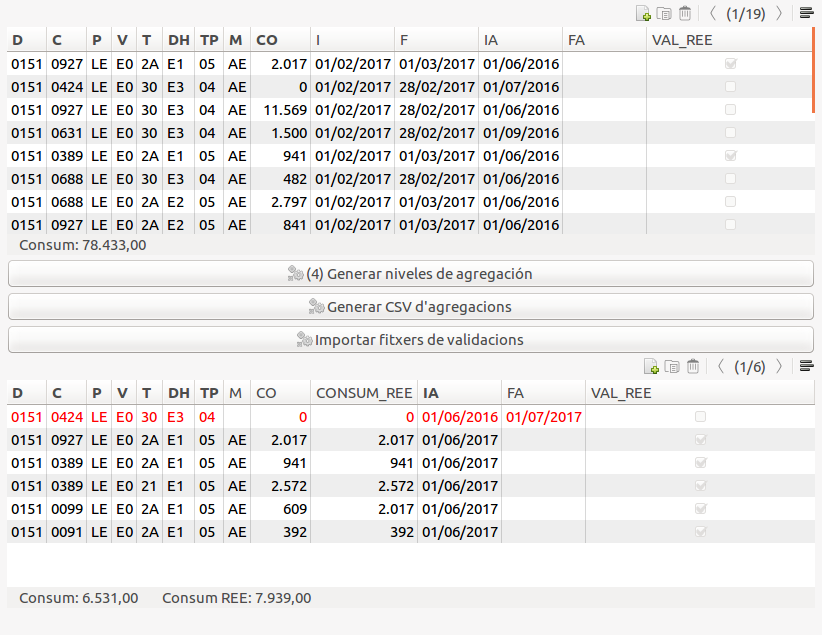 (1/19)
D C P V T DH TP M CO I F IA FA VAL_REE
0151 0927 LE E0 2A E1 05 AE 2.017 01/02/2017 01/03/2017 01/06/2016
0151 0424 LE E0 30 E3 04 AE 0 01/02/2017 28/02/2017 01/07/2016
0151 0927 LE E0 30 E3 04 AE 11.569 01/02/2017 28/02/2017 01/06/2016
0151 0631 LE E0 30 E3 04 AE 1.500 01/02/2017 28/02/2017 01/09/2016
0151 0389 LE E0 2A E1 05 AE 941 01/02/2017 01/03/2017 01/06/2016
0151 0688 LE E0 30 E3 04 AE 482 01/02/2017 28/02/2017 01/06/2016
0151 0688 LE E0 2A E2 05 AE 2.797 01/02/2017 01/03/2017 01/06/2016
0151 0927 LE E0 2A E2 05 AE 841 01/02/2017 01/03/2017 01/06/2016
Consum: 78.433,00
(4) Generar niveles de agregación
Generar CSV d'agregacions
Importar fitxers de validacions
(1/6)
D C P V T DH TP M CO CONSUM_REE IA FA VAL_REE
0151 0424 LE E0 30 E3 04 0 0 01/06/2016 01/07/2017
0151 0927 LE E0 2A E1 05 AE 2.017 2.017 01/06/2017
0151 0389 LE E0 2A E1 05 AE 941 941 01/06/2017
0151 0389 LE E0 21 E1 05 AE 2.572 2.572 01/06/2017
0151 0099 LE E0 2A E1 05 AE 609 2.017 01/06/2017
0151 0091 LE E0 2A E1 05 AE 392 392 01/06/2017
Consum: 6.531,00 Consum REE: 7.939,00